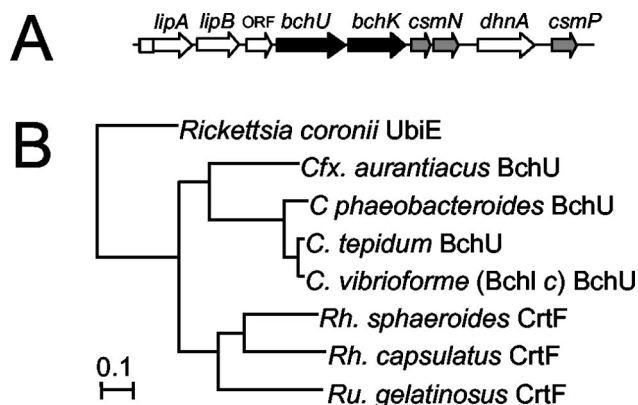 A
lipA lipB ORF bchU bchK csmN dhnA csmP
B
Rickettsia coronii UbiE
Cfx. aurantiacus BchU
C phaeobacteroides BchU
C. tepidum BchU
C. vibrioforme (Bchl c) BchU
Rh. sphaeroides CrtF
Rh. capsulatus CrtF
Ru. gelatinosus CrtF
0.1